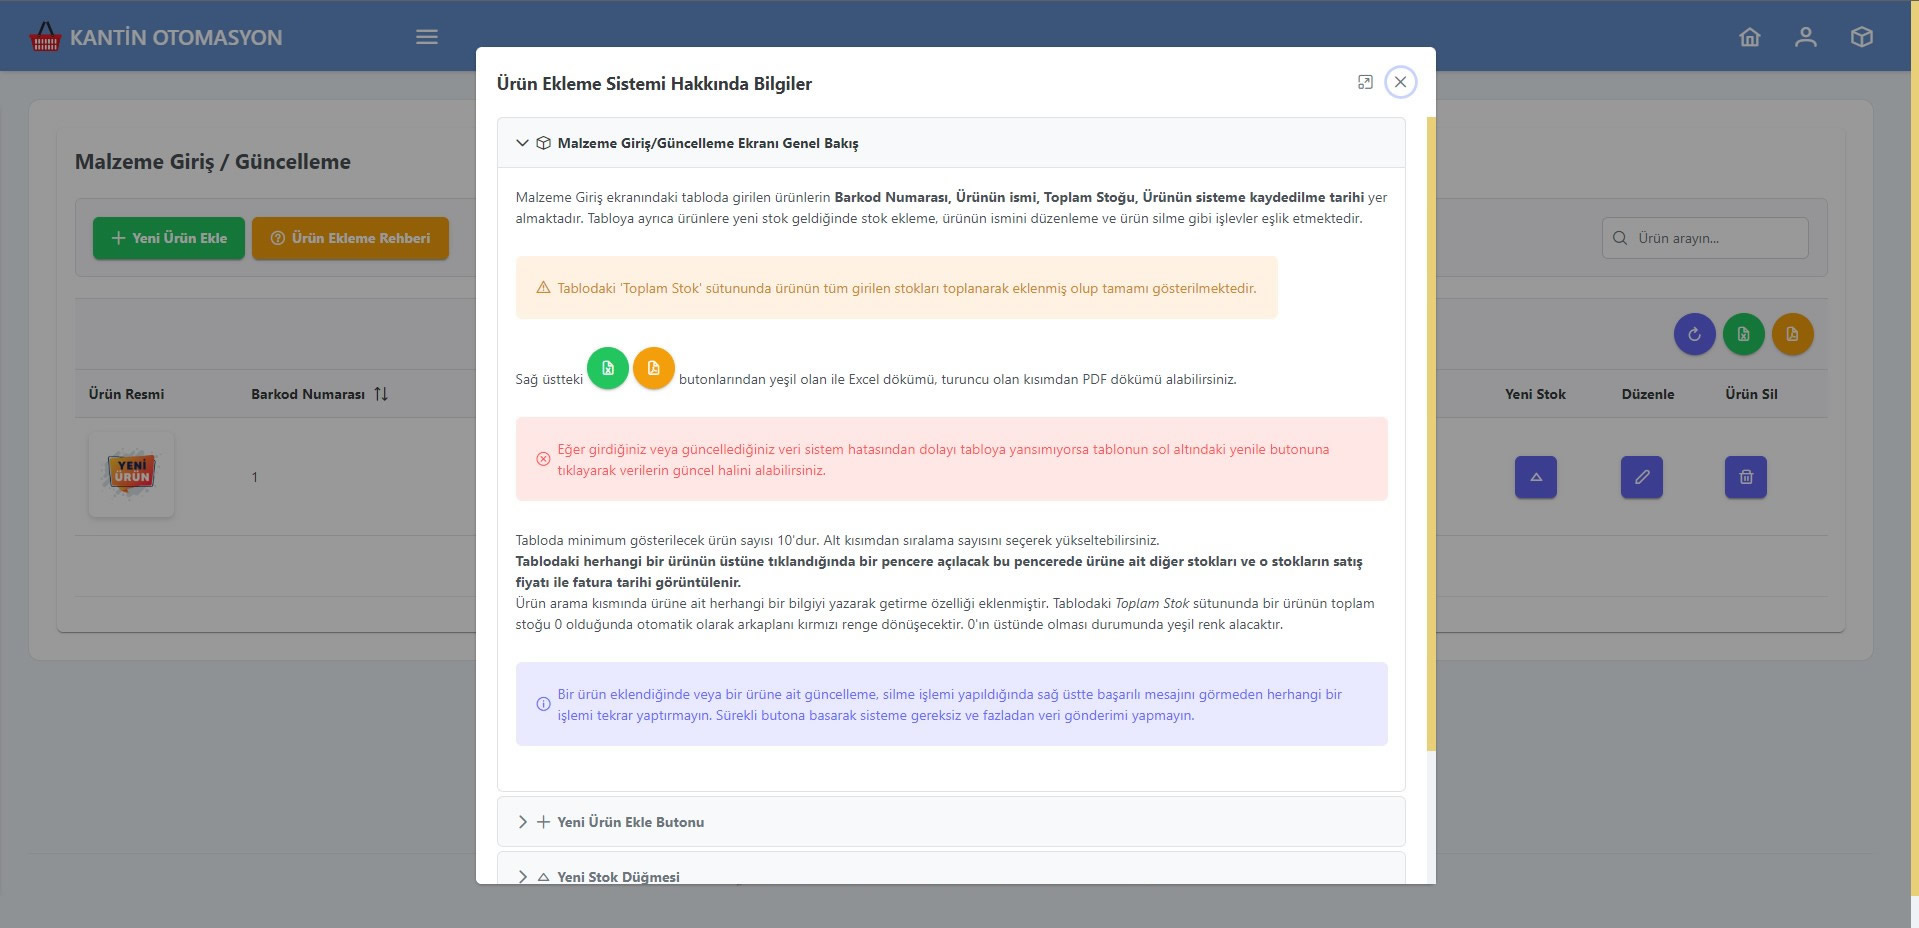 KANTİN OTOMASYON
Ürün Ekleme Sistemi Hakkında Bilgiler
Malzeme Giriş / Güncelleme
Yeni Ürün Ekle
Ürün Ekleme Rehberi
Ürün arayın...
Ürün Resmi
Barkod Numarası
Yeni Stok
Düzenle
Ürün Sil
YENİ
ÜRÜN
1
Malzeme Giriş/Güncelleme Ekranı Genel Bakış
Malzeme Giriş ekranındaki tabloda girilen ürünlerin Barkod Numarası, Ürünün ismi, Toplam Stoğu, Ürünün sisteme kaydedilme tarihi yer
almaktadır. Tabloya ayrıca ürünlere yeni stok geldiğinde stok ekleme, ürünün ismini düzenleme ve ürün silme gibi işlevler eşlik etmektedir.
Tablodaki 'Toplam Stok' sütununda ürünün tüm girilen stokları toplanarak eklenmiş olup tamamı gösterilmektedir.
Sağ üstteki butonlarından yeşil olan ile Excel dökümü, turuncu olan kısımdan PDF dökümü alabilirsiniz.
Eğer girdiğiniz veya güncellediğiniz veri sistem hatasından dolayı tabloya yansımıyorsa tablonun sol altındaki yenile butonuna
tıklayarak verilerin güncel halini alabilirsiniz.
Tabloda minimum gösterilecek ürün sayısı 10'dur. Alt kısımdan sıralama sayısını seçerek yükseltebilirsiniz.
Tablodaki herhangi bir ürünün üstüne tıklandığında bir pencere açılacak bu pencerede ürüne ait diğer stokları ve o stokların satış
fiyatı ile fatura tarihi görüntülenir.
Ürün arama kısmında ürüne ait herhangi bir bilgiyi yazarak getirme özelliği eklenmiştir. Tablodaki Toplam Stok sütununda bir ürünün toplam
stoğu 0 olduğunda otomatik olarak arkaplanı kırmızı renge dönüşecektir. 0'ın üstünde olması durumunda yeşil renk alacaktır.
Bir ürün eklendiğinde veya bir ürüne ait güncelleme, silme işlemi yapıldığında sağ üstte başarılı mesajını görmeden herhangi bir
işlemi tekrar yaptırmayın. Sürekli butona basarak sisteme gereksiz ve fazladan veri gönderimi yapmayın.
Yeni Ürün Ekle Butonu
Yeni Stok Düğmesi